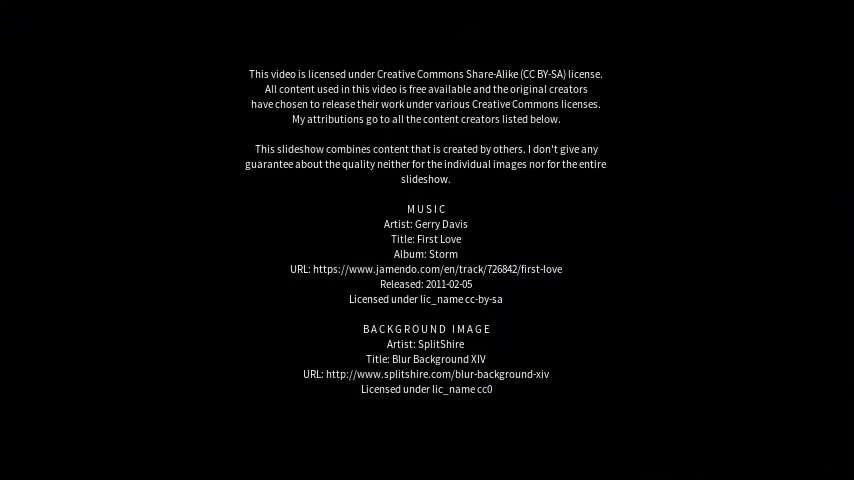 This video is licensed under Creative Commons Share-Alike (CC BY-SA) license.
All content used in this video is free available and the original creators
have chosen to release their work under various Creative Commons licenses.
My attributions go to all the content creators listed below.
This slideshow combines content that is created by others. I don't give any
guarantee about the quality neither for the individual images nor for the entire
slideshow.
MUSIC
Artist: Gerry Davis
Title: First Love
Album: Storm
URL: https://www.jamendo.com/en/track/726842/first-love
Released: 2011-02-05
Licensed under lic_name cc-by-sa
BACKGROUND IMAGE
Artist: SplitShire
Title: Blur Background XIV
URL: http://www.splitshire.com/blur-background-xiv
Licensed under lic_name cc0